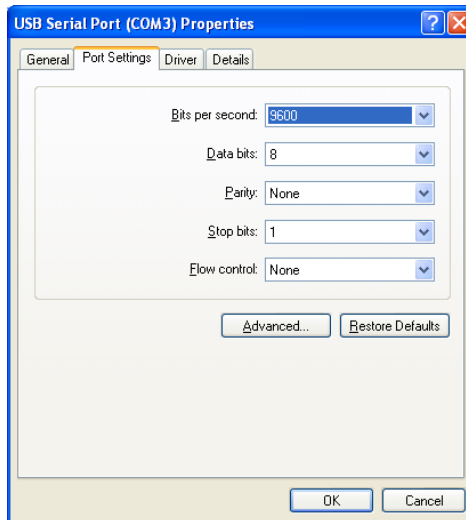 USB Serial Port (COM3) Properties
General Port Settings Driver Details
Bits per second: 9600
Data bits: 8
Parity: None
Stop bits: 1
Flow control: None
Advanced... Restore Defaults
OK Cancel